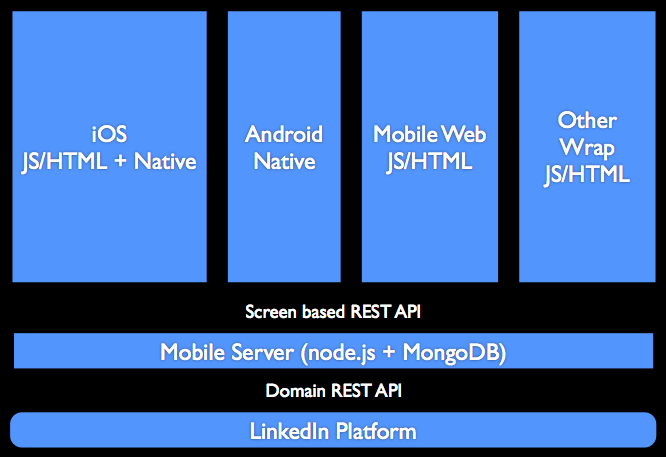 iOS
JS/HTML + Native
Android
Native
Mobile Web
JS/HTML
Other
Wrap
JS/HTML
Screen based REST API
Mobile Server (node.js + MongoDB)
Domain REST API
LinkedIn Platform